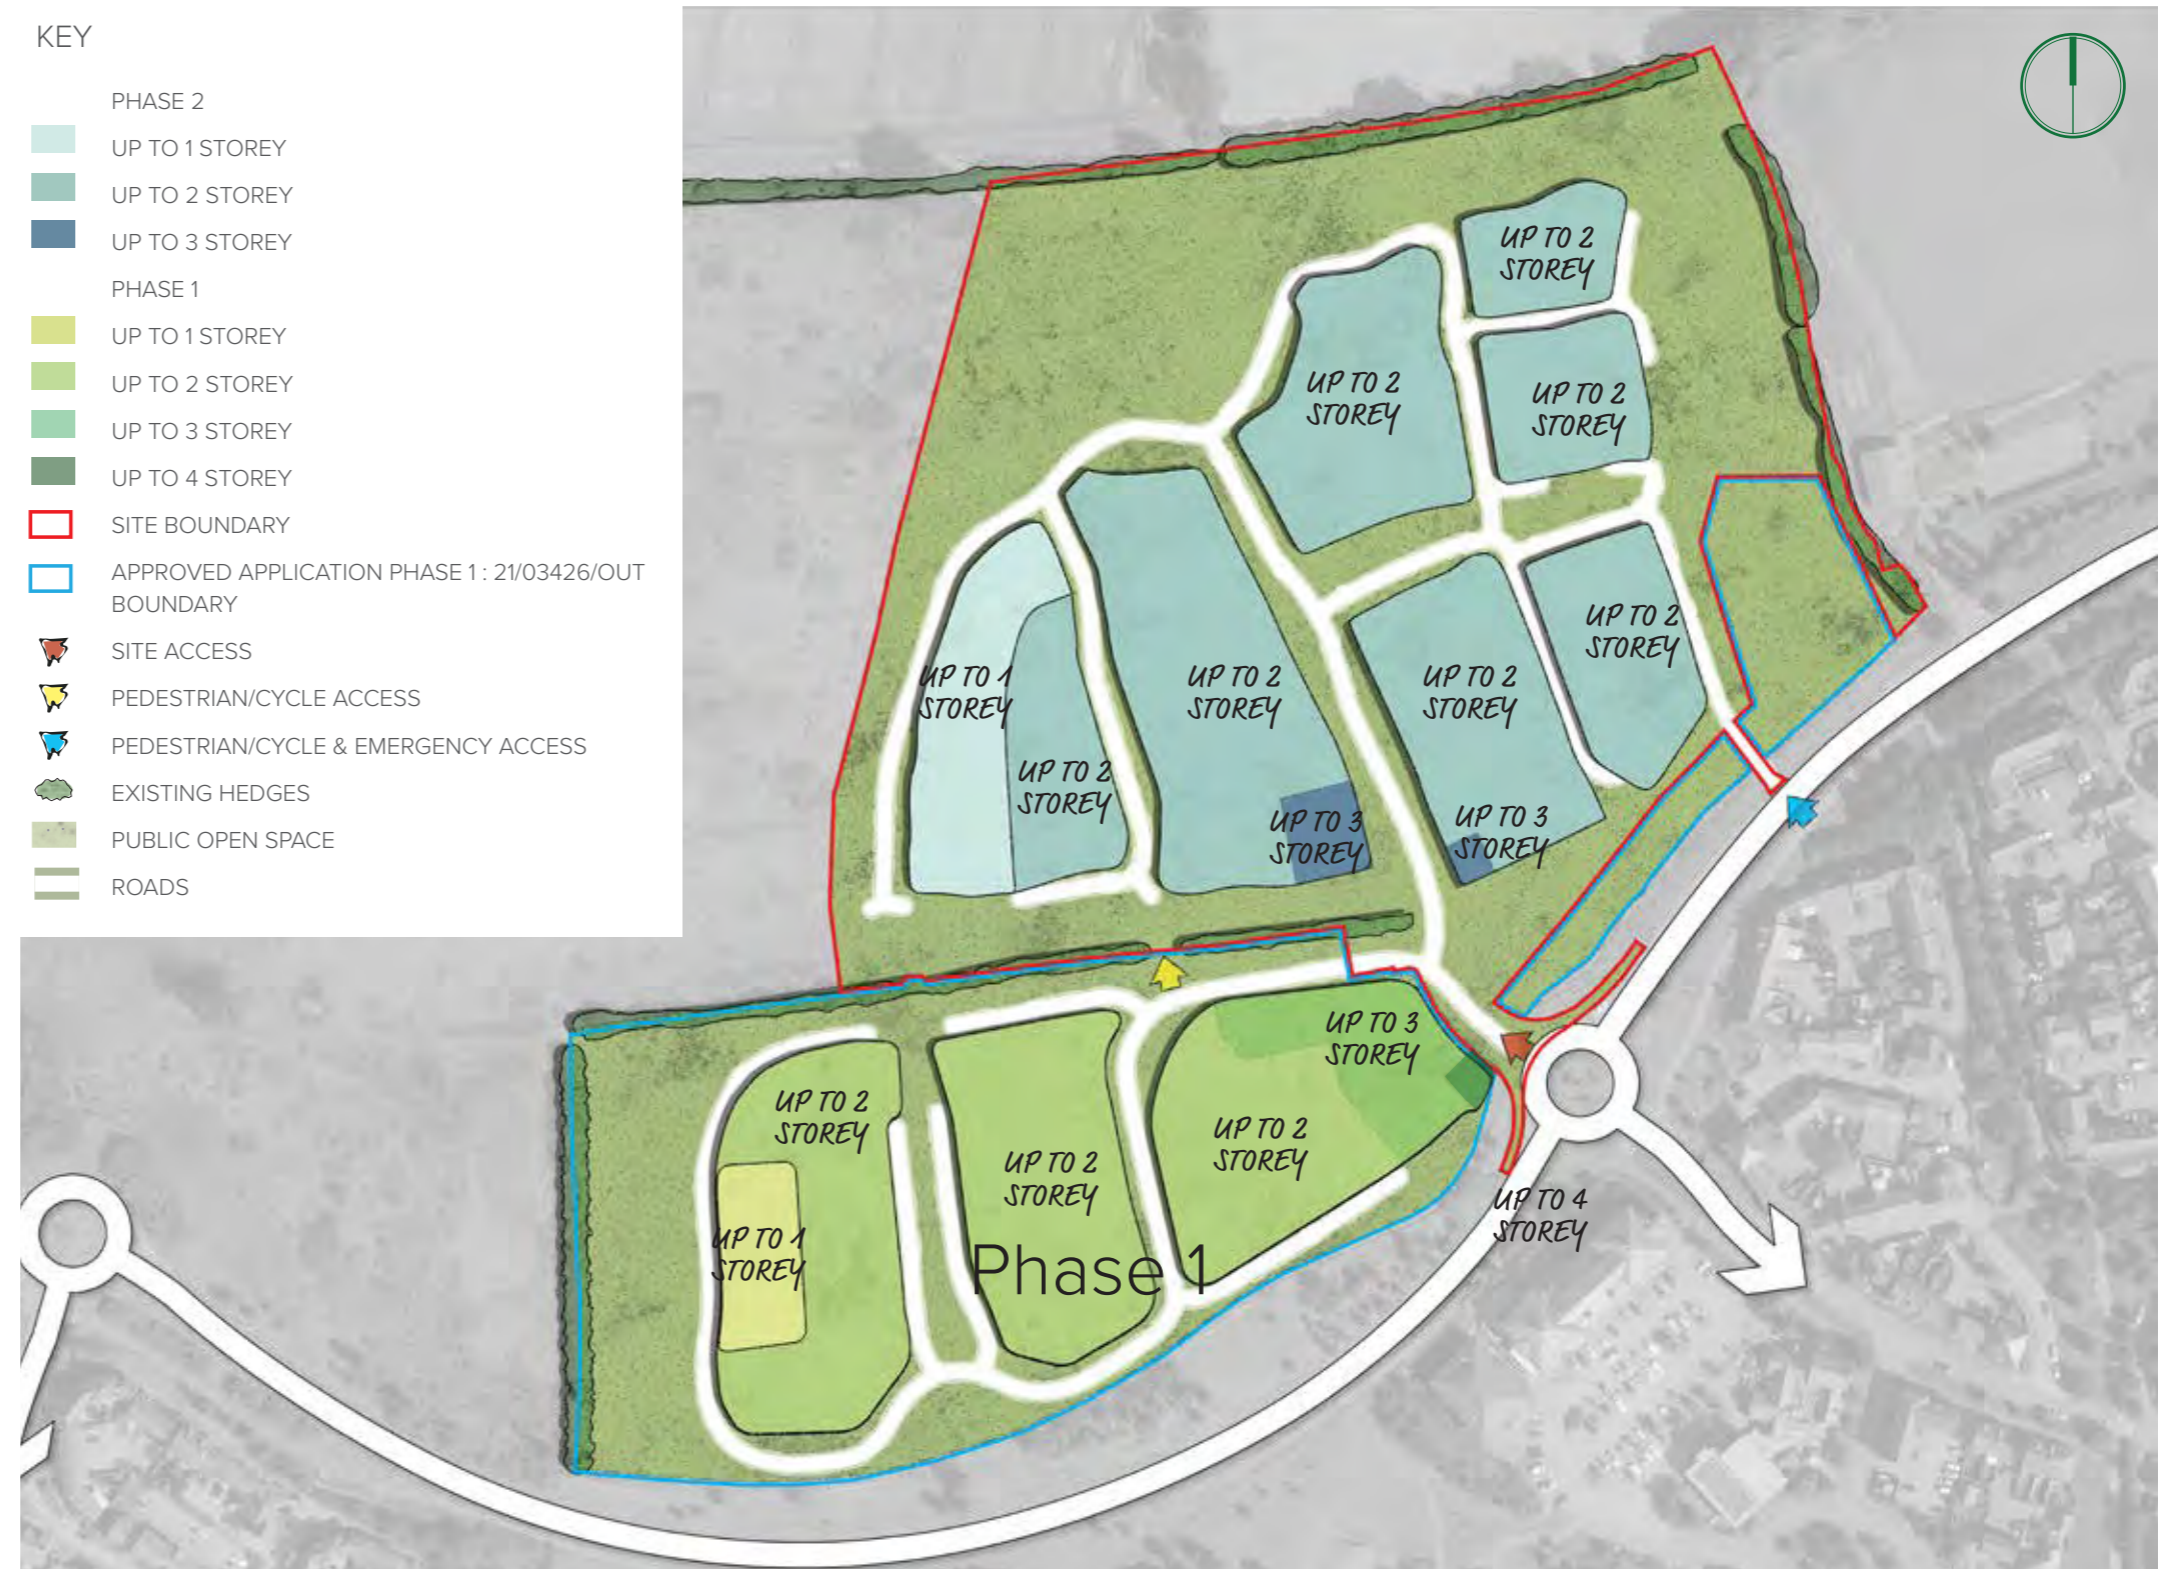 KEY
PHASE 2
UP TO 1 STOREY
UP TO 2 STOREY
UP TO 3 STOREY
PHASE 1
UP TO 1 STOREY
UP TO 2 STOREY
UP TO 3 STOREY
UP TO 4 STOREY
SITE BOUNDARY
APPROVED APPLICATION PHASE 1 : 21/03426/OUT
BOUNDARY
SITE ACCESS
PEDESTRIAN/CYCLE ACCESS
PEDESTRIAN/CYCLE & EMERGENCY ACCESS
EXISTING HEDGES
PUBLIC OPEN SPACE
ROADS
UP TO 2
STOREY
UP TO 2
STOREY
UP TO 2
STOREY
UP TO 2
STOREY
UP TO 1
STOREY
UP TO 2
STOREY
UP TO 2
STOREY
UP TO 2
STOREY
UP TO 3
STOREY
UP TO 3
STOREY
UP TO 3
STOREY
UP TO 2
STOREY
UP TO 2
STOREY
UP TO 2
STOREY
UP TO 4
STOREY
UP TO 1
STOREY
Phase 1